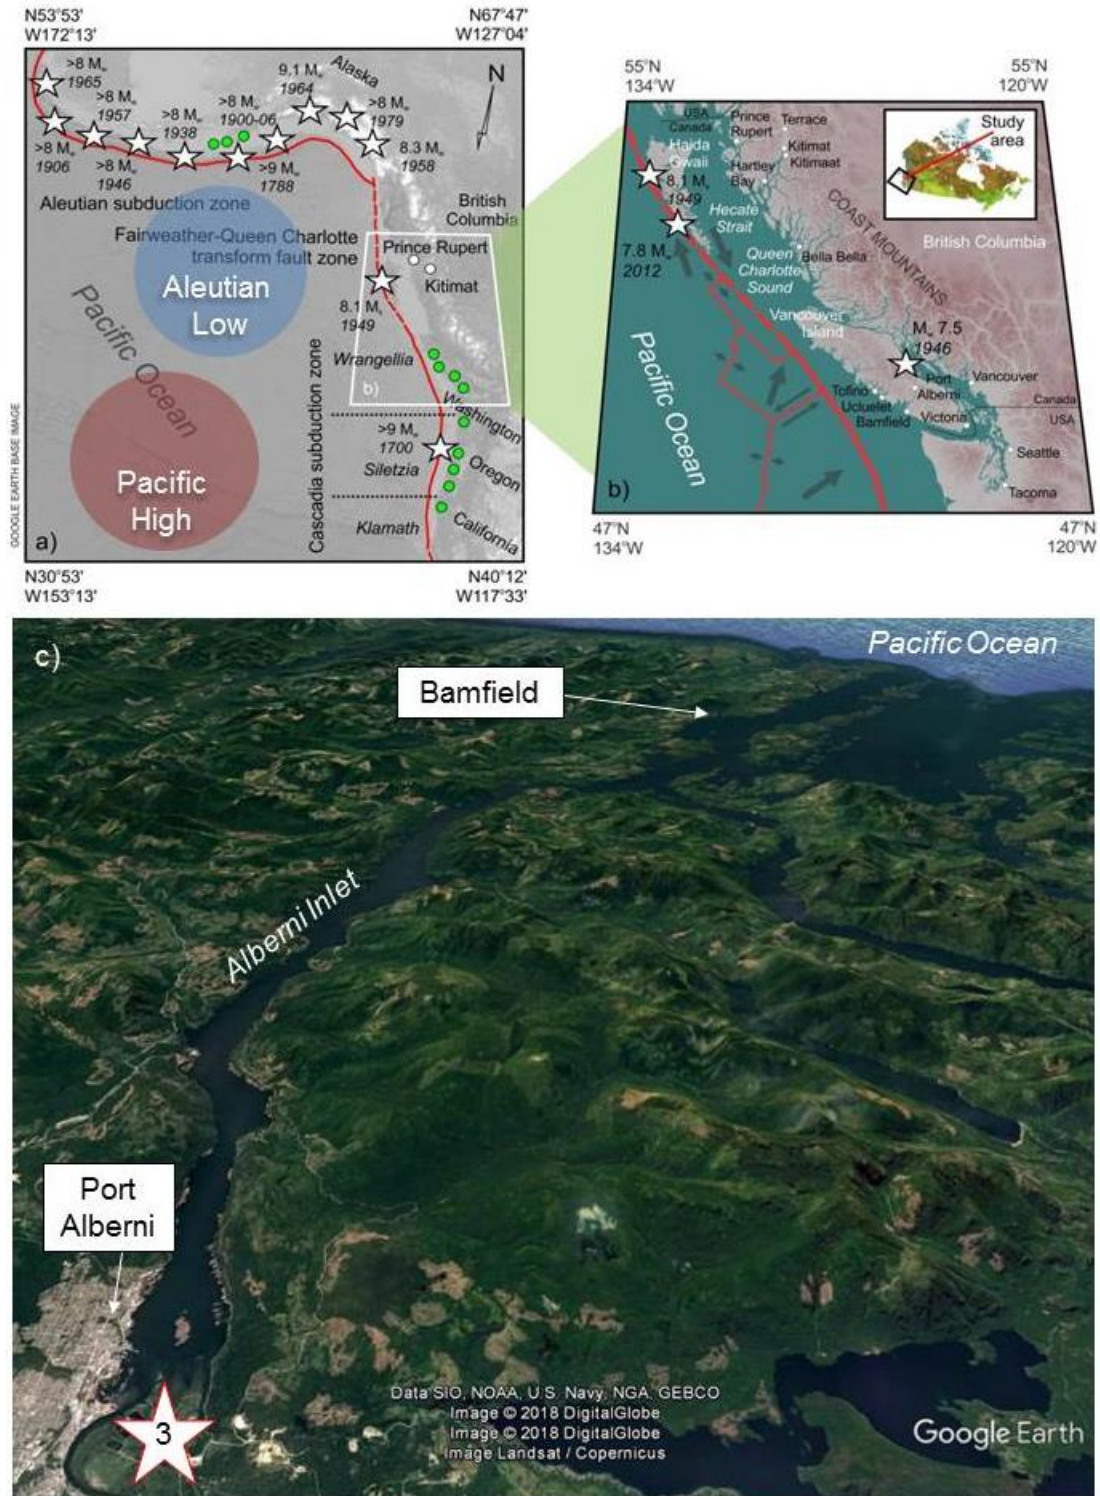 N53°53'
W172°13'
N67°47'
W127°04'
>8 Mw
1965
>8 Mw
1957
>8 Mw
1938
>8 Mw
1900-06
9.1 Mw
1964
Alaska
>8 Mw
1979
N
>8 Mw
1906
>8 Mw
1946
>9 Mw
1788
8.3 Mw
1958
Aleutian subduction zone
British
Columbia
Fairweather-Queen Charlotte
transform fault zone
Prince Rupert
Kitimat
Aleutian
Low
8.1 Ms
1949
Pacific Ocean
Wrangellia
b)
Washington
Cascadia subduction zone
>9 Mw
1700
Siletzia
Oregon
Pacific
High
Klamath
California
GOOGLE EARTH BASE IMAGE
a)
N30°53'
W153°13'
N40°12'
W117°33'
55°N
134°W
55°N
120°W
USA
Canada
Prince
Rupert
Terrace
Kitimat
Kitimaat
Haida
Gwaii
Hartley
Bay
Study
area
8.1 Ms
1949
Hecate
Strait
COAST MOUNTAINS
British Columbia
7.8 Mw
2012
Queen
Charlotte
Sound
Bella Bella
Vancouver
Island
Mw 7.5
1946
Pacific Ocean
Port
Alberni
Vancouver
Tofino
Ucluelet
Bamfield
Victoria
Canada
USA
Seattle
Tacoma
b)
47°N
134°W
47°N
120°W
c)
Pacific Ocean
Bamfield
Alberni Inlet
Port
Alberni
3
Data SIO, NOAA, U.S. Navy, NGA, GEBCO
Image © 2018 DigitalGlobe
Image © 2018 DigitalGlobe
Image Landsat / Copernicus
Google Earth